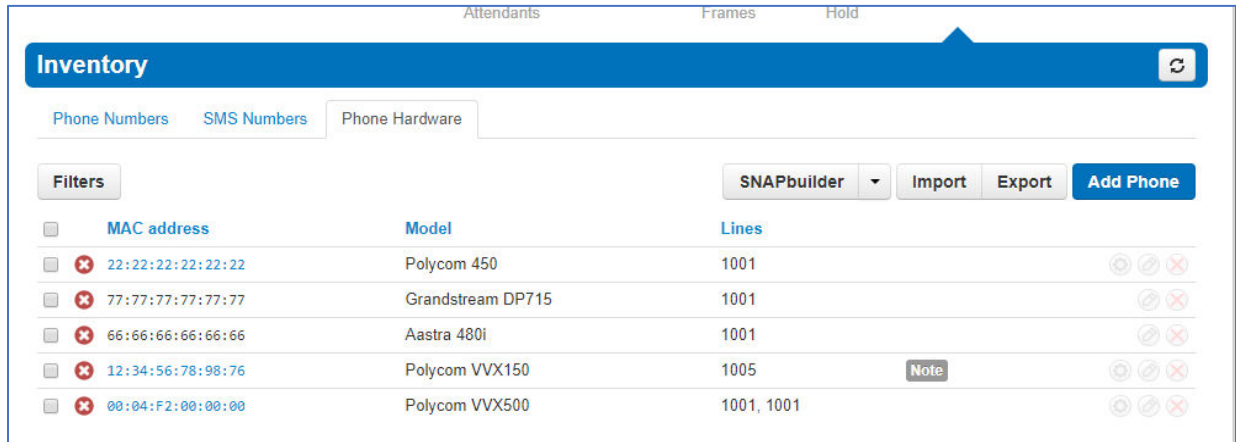 Attendants Frames Hold
Inventory
Phone Numbers SMS Numbers Phone Hardware
Filters SNAPbuilder Import Export Add Phone
MAC address Model Lines
22:22:22:22:22:22 Polycom 450 1001
77:77:77:77:77:77 Grandstream DP715 1001
66:66:66:66:66:66 Aastra 480i 1001
12:34:56:78:98:76 Polycom VVX150 1005 Note
00:04:F2:00:00:00 Polycom VVX500 1001, 1001